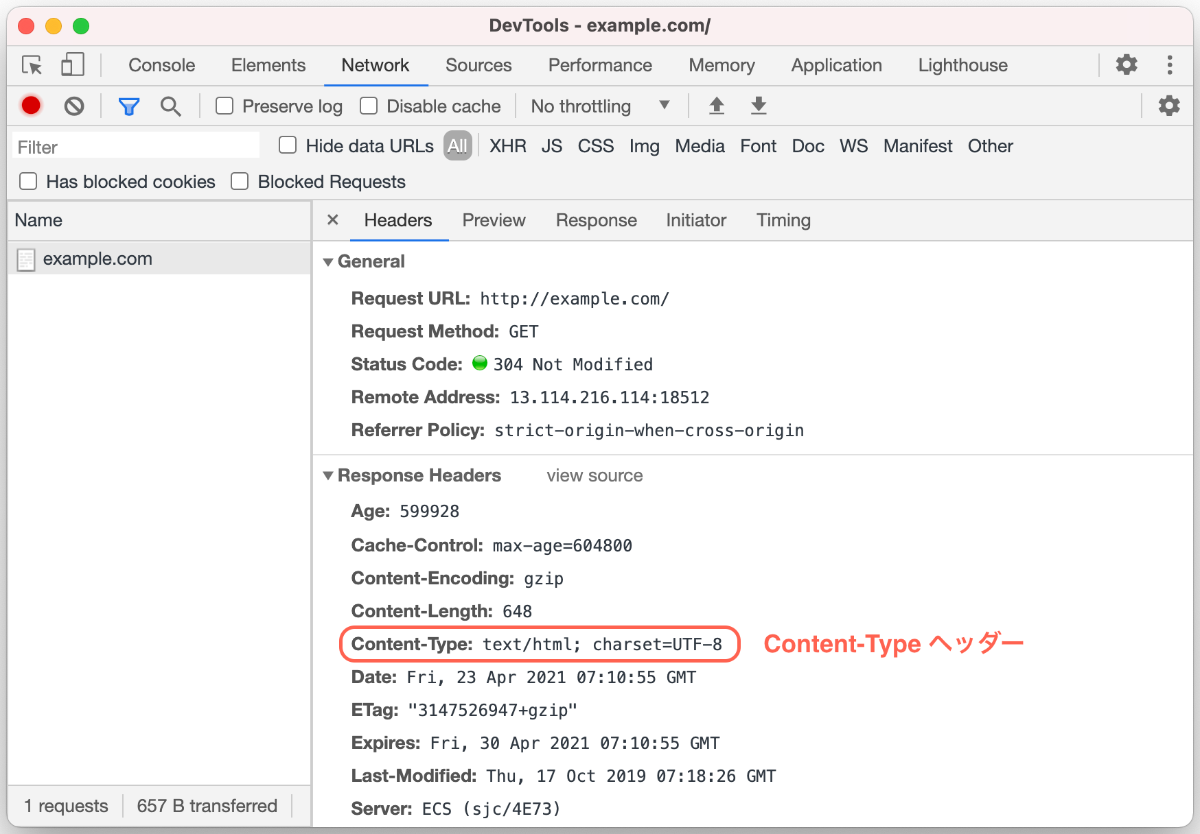 DevTools - example.com/
Console Elements Network Sources Performance Memory Application Lighthouse
Preserve log Disable cache No throttling
Filter Hide data URLs All XHR JS CSS Img Media Font Doc WS Manifest Other
Has blocked cookies Blocked Requests
Name
example.com
1 requests 657 B transferred
× Headers Preview Response Initiator Timing
General
Request URL: http://example.com/
Request Method: GET
Status Code: 304 Not Modified
Remote Address: 13.114.216.114:18512
Referrer Policy: strict-origin-when-cross-origin
Response Headers view source
Age: 599928
Cache-Control: max-age=604800
Content-Encoding: gzip
Content-Length: 648
Content-Type: text/html; charset=UTF-8 Content-Type ヘッダー
Date: Fri, 23 Apr 2021 07:10:55 GMT
ETag: "3147526947+gzip"
Expires: Fri, 30 Apr 2021 07:10:55 GMT
Last-Modified: Thu, 17 Oct 2019 07:18:26 GMT
Server: ECS (sjc/4E73)